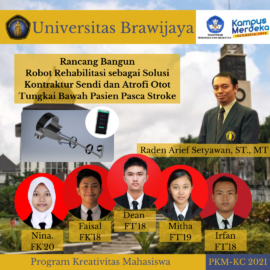 Universitas Brawijaya
Kampus
Merdeka
Rancang Bangun
Robot Rehabilitasi sebagai Solusi
Kontraktur Sendi dan Atrofi Otot
Tungkai Bawah Pasien Pasca Stroke
Raden Arief Setyawan, ST., MT
Nina.
FK'20
Faisal
FK'18
Dean
FT'18
Mitha
FT'19
Irfan
FT'18
Program Kreativitas Mahasiswa
PKM-KC 2021